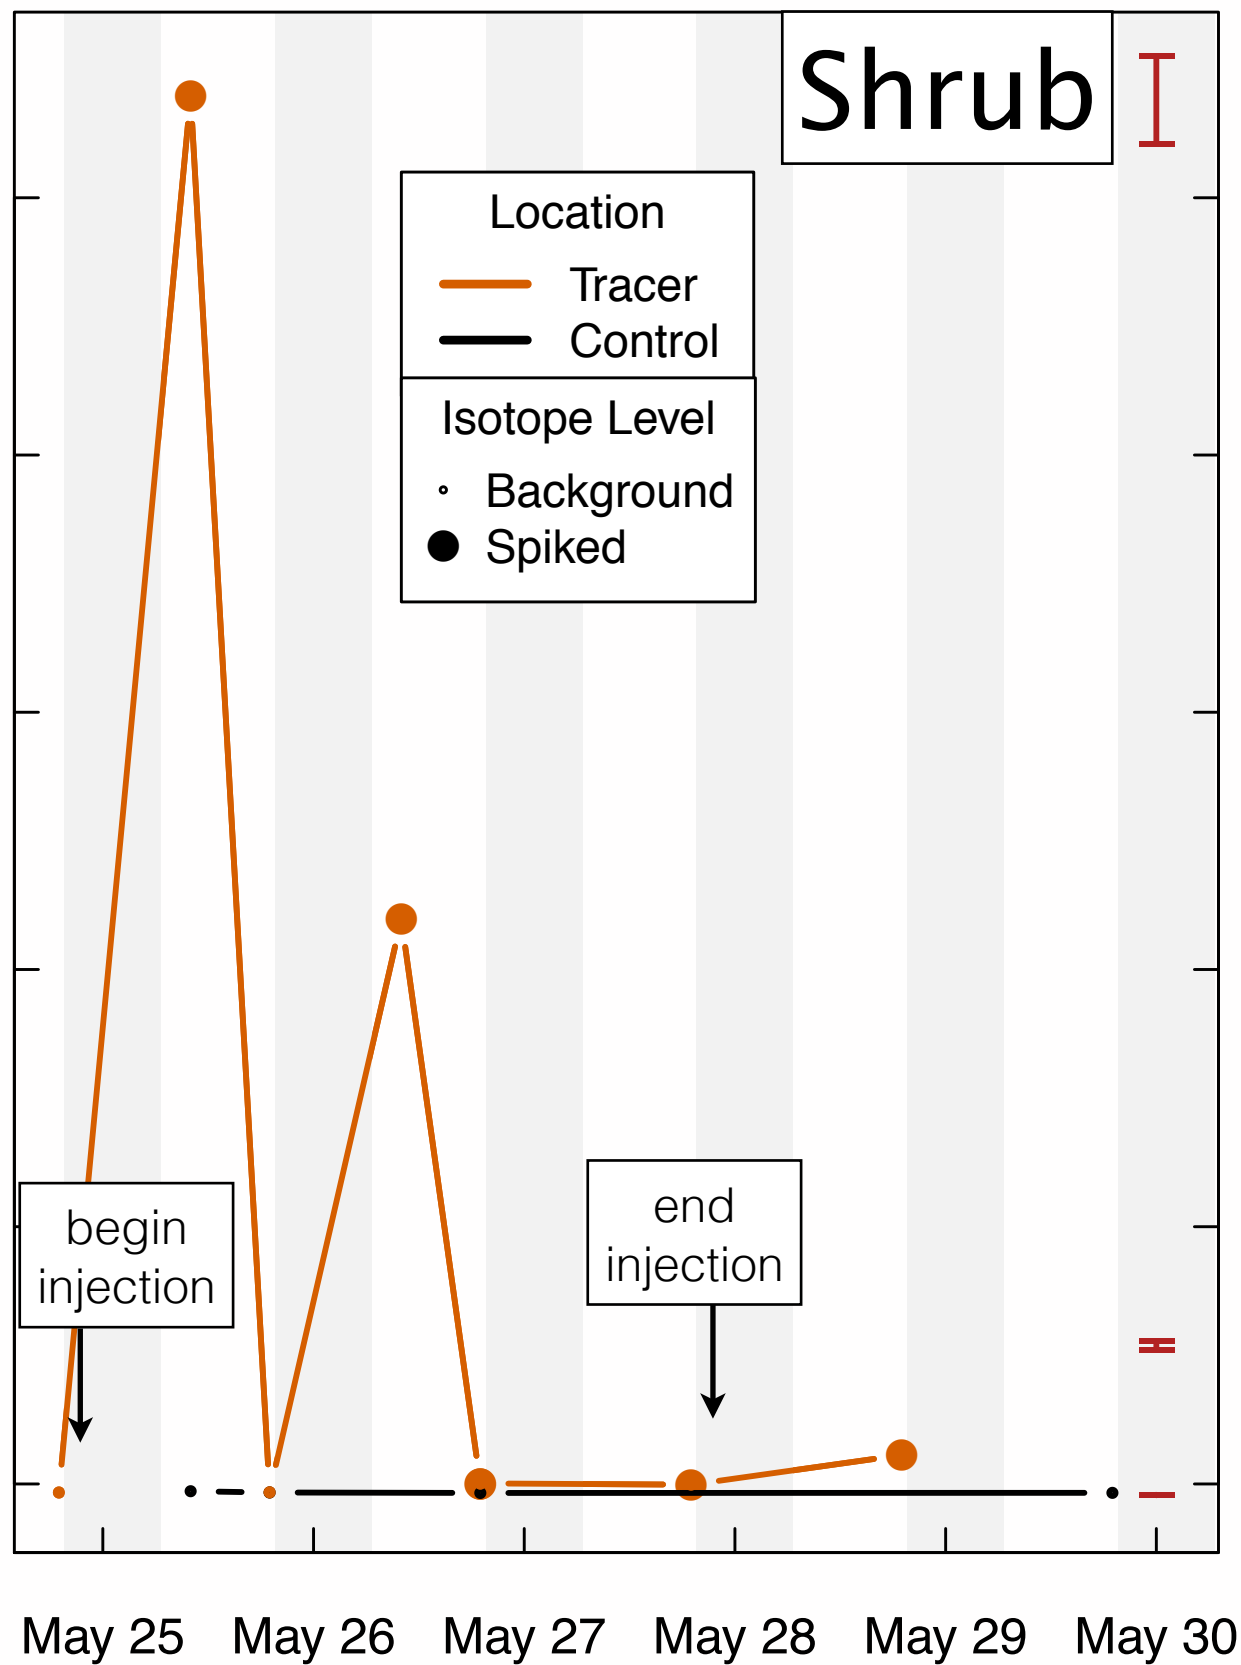 Shrub
Location
Tracer
Control
Isotope Level
Background
Spiked
begin
injection
end
injection
May 25 May 26 May 27 May 28 May 29 May 30